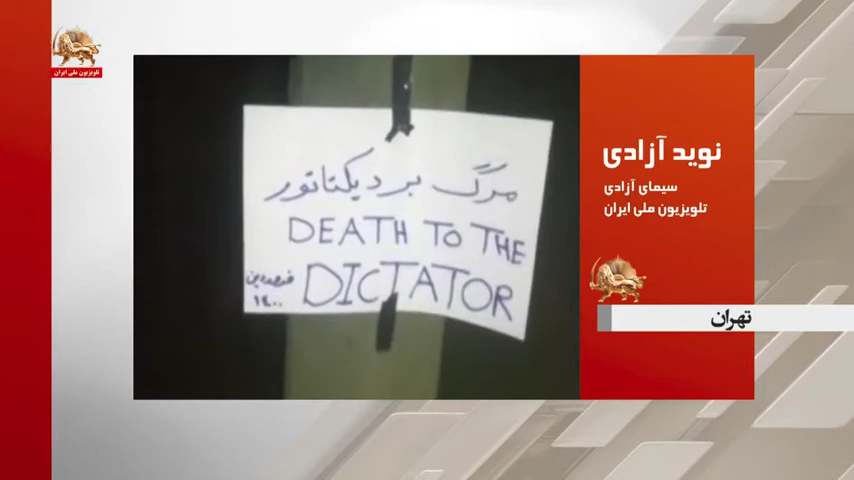 تلویزیون ملی ایران
مرگ بر دیکتاتور
DEATH TO THE
DICTATOR
فروردین
۱۴۰۰
نوید آزادی
سیمای آزادی
تلویزیون ملی ایران
تهران